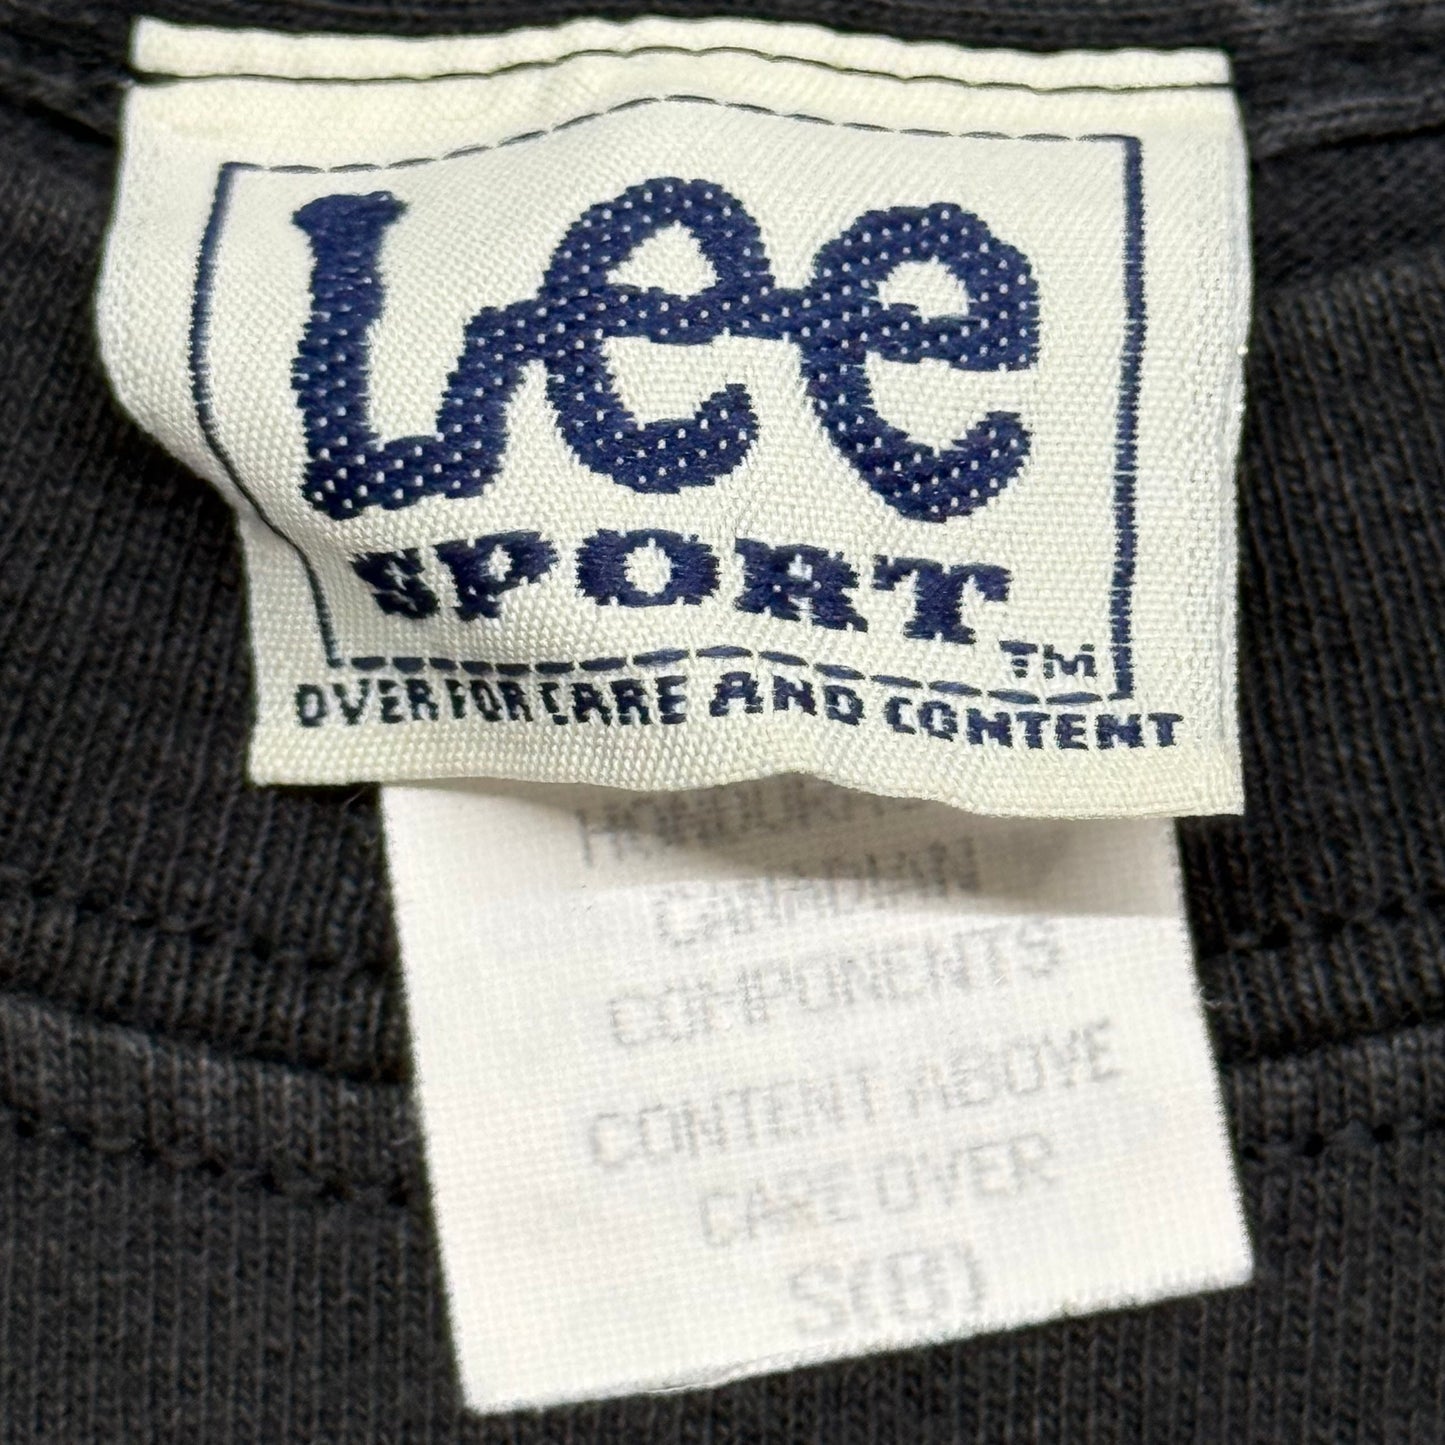 Lee
SPORT
TM
OVER FOR CARE AND CONTENT
CANADIAN
COMPONENTS
CONTENT ABOVE
CARE OVER